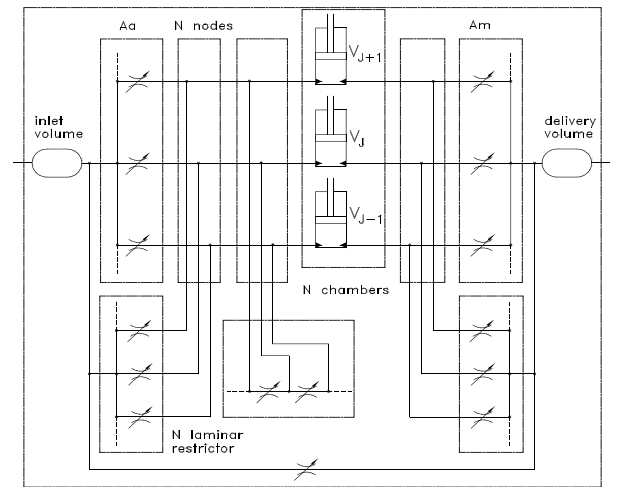 Aa
N nodes
Am
V J+1
inlet
volume
delivery
volume
V J
V J-1
N chambers
N laminar
restrictor